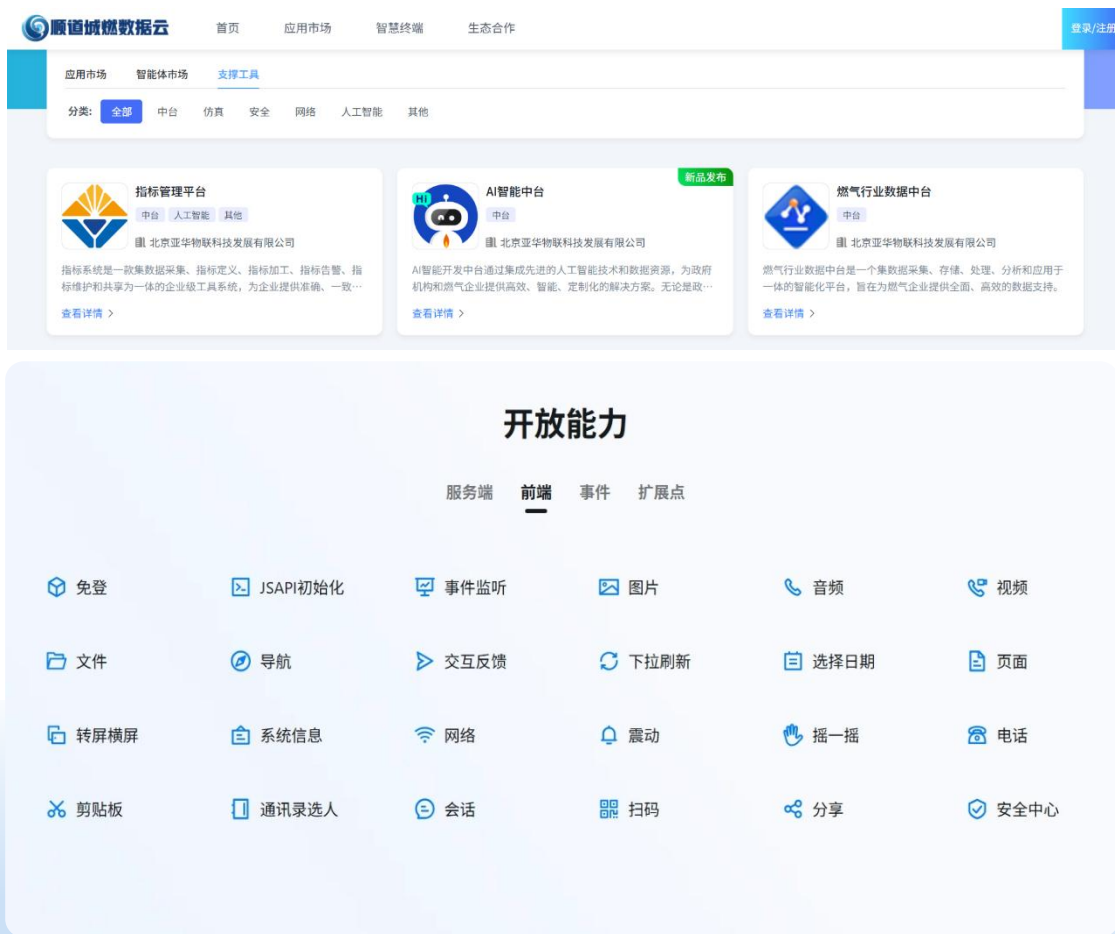 顺道城燃数据云 首页 应用市场 智慧终端 生态合作 登录/注册
应用市场 智能体市场 支撑工具
分类: 全部 中台 仿真 安全 网络 人工智能 其他
指标管理平台
中台 人工智能 其他
北京亚华物联科技发展有限公司
指标系统是一款集数据采集、指标定义、指标加工、指标告警、指
标维护和共享为一体的企业级工具系统，为企业提供准确、一致…
查看详情 >
新品发布
HI
AI智能中台
中台
北京亚华物联科技发展有限公司
AI智能开发中台通过集成先进的人工智能技术和数据资源，为政府
机构和燃气企业提供高效、智能、定制化的解决方案。无论是政…
查看详情 >
燃气行业数据中台
中台
北京亚华物联科技发展有限公司
燃气行业数据中台是一个集数据采集、存储、处理、分析和应用于
一体的智能化平台，旨在为燃气企业提供全面、高效的数据支持。
查看详情 >
开放能力
服务端 前端 事件 扩展点
免登 JSAPI初始化 事件监听 图片 音频 视频
文件 导航 交互反馈 下拉刷新 选择日期 页面
转屏横屏 系统信息 网络 震动 摇一摇 电话
剪贴板 通讯录选人 会话 扫码 分享 安全中心